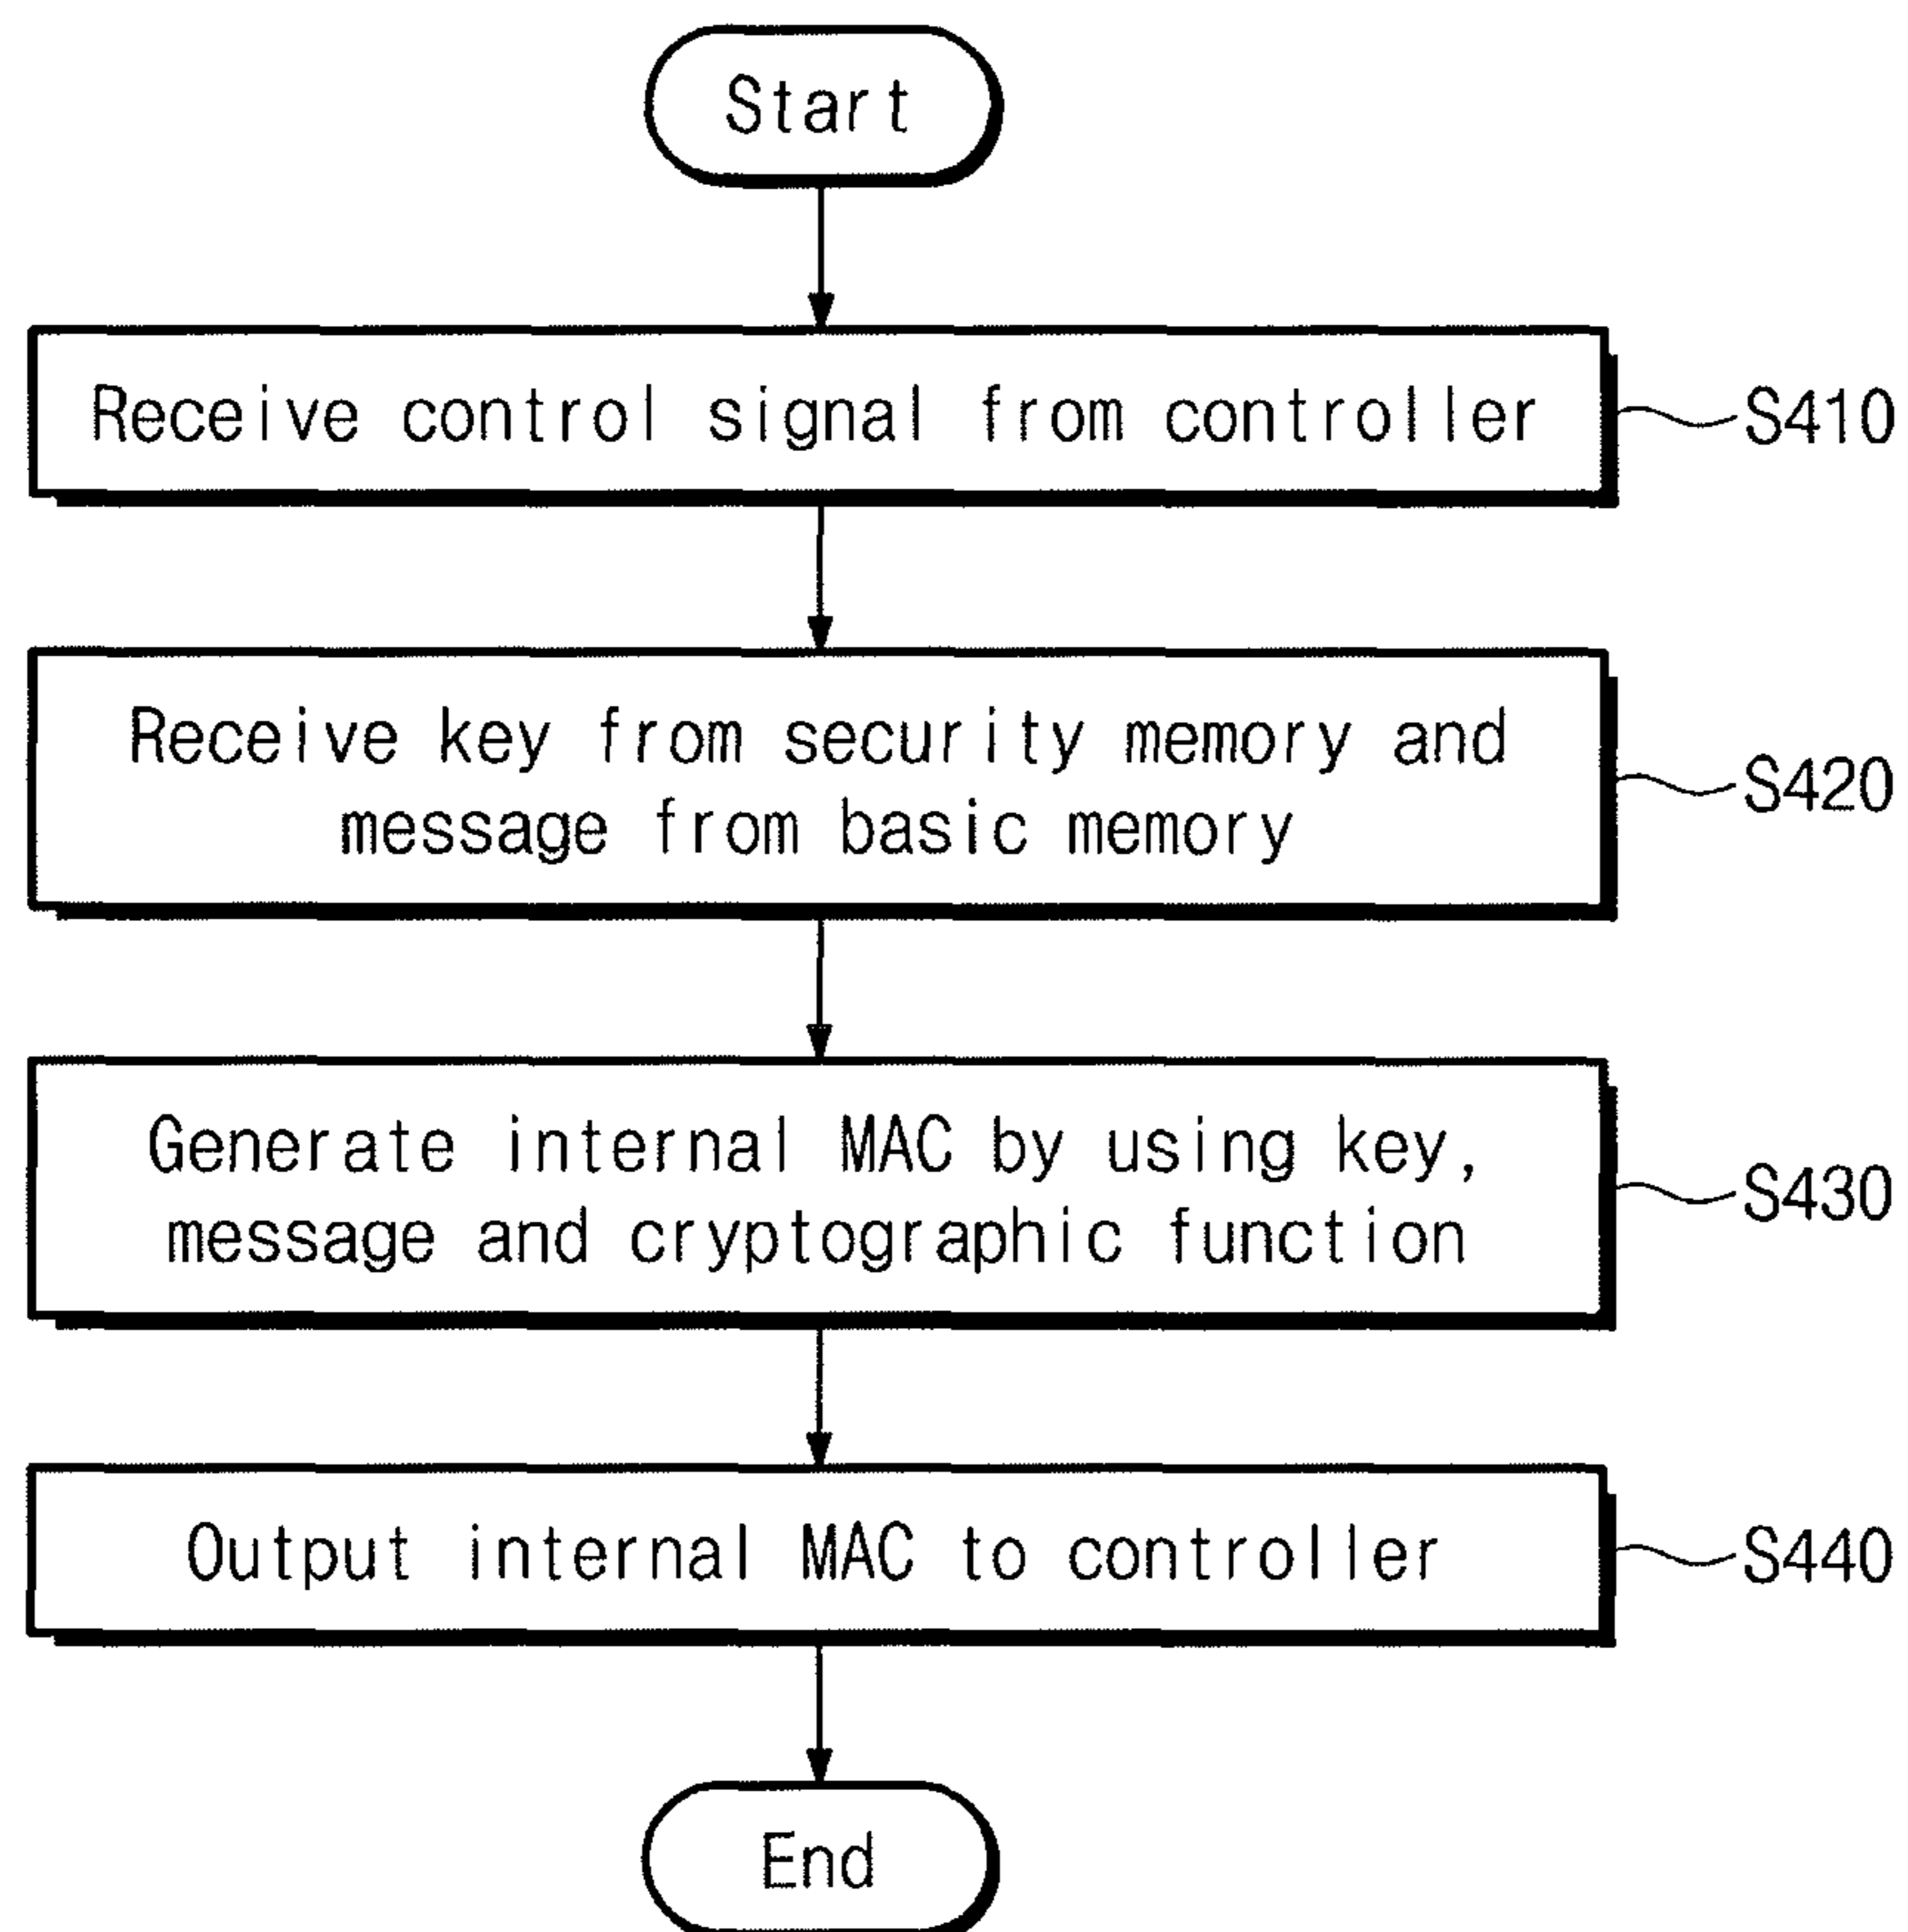 Start
Receive control signal from controller
S410
Receive key from security memory and
message from basic memory
S420
Generate internal MAC by using key,
message and cryptographic function
S430
Output internal MAC to controller
S440
End